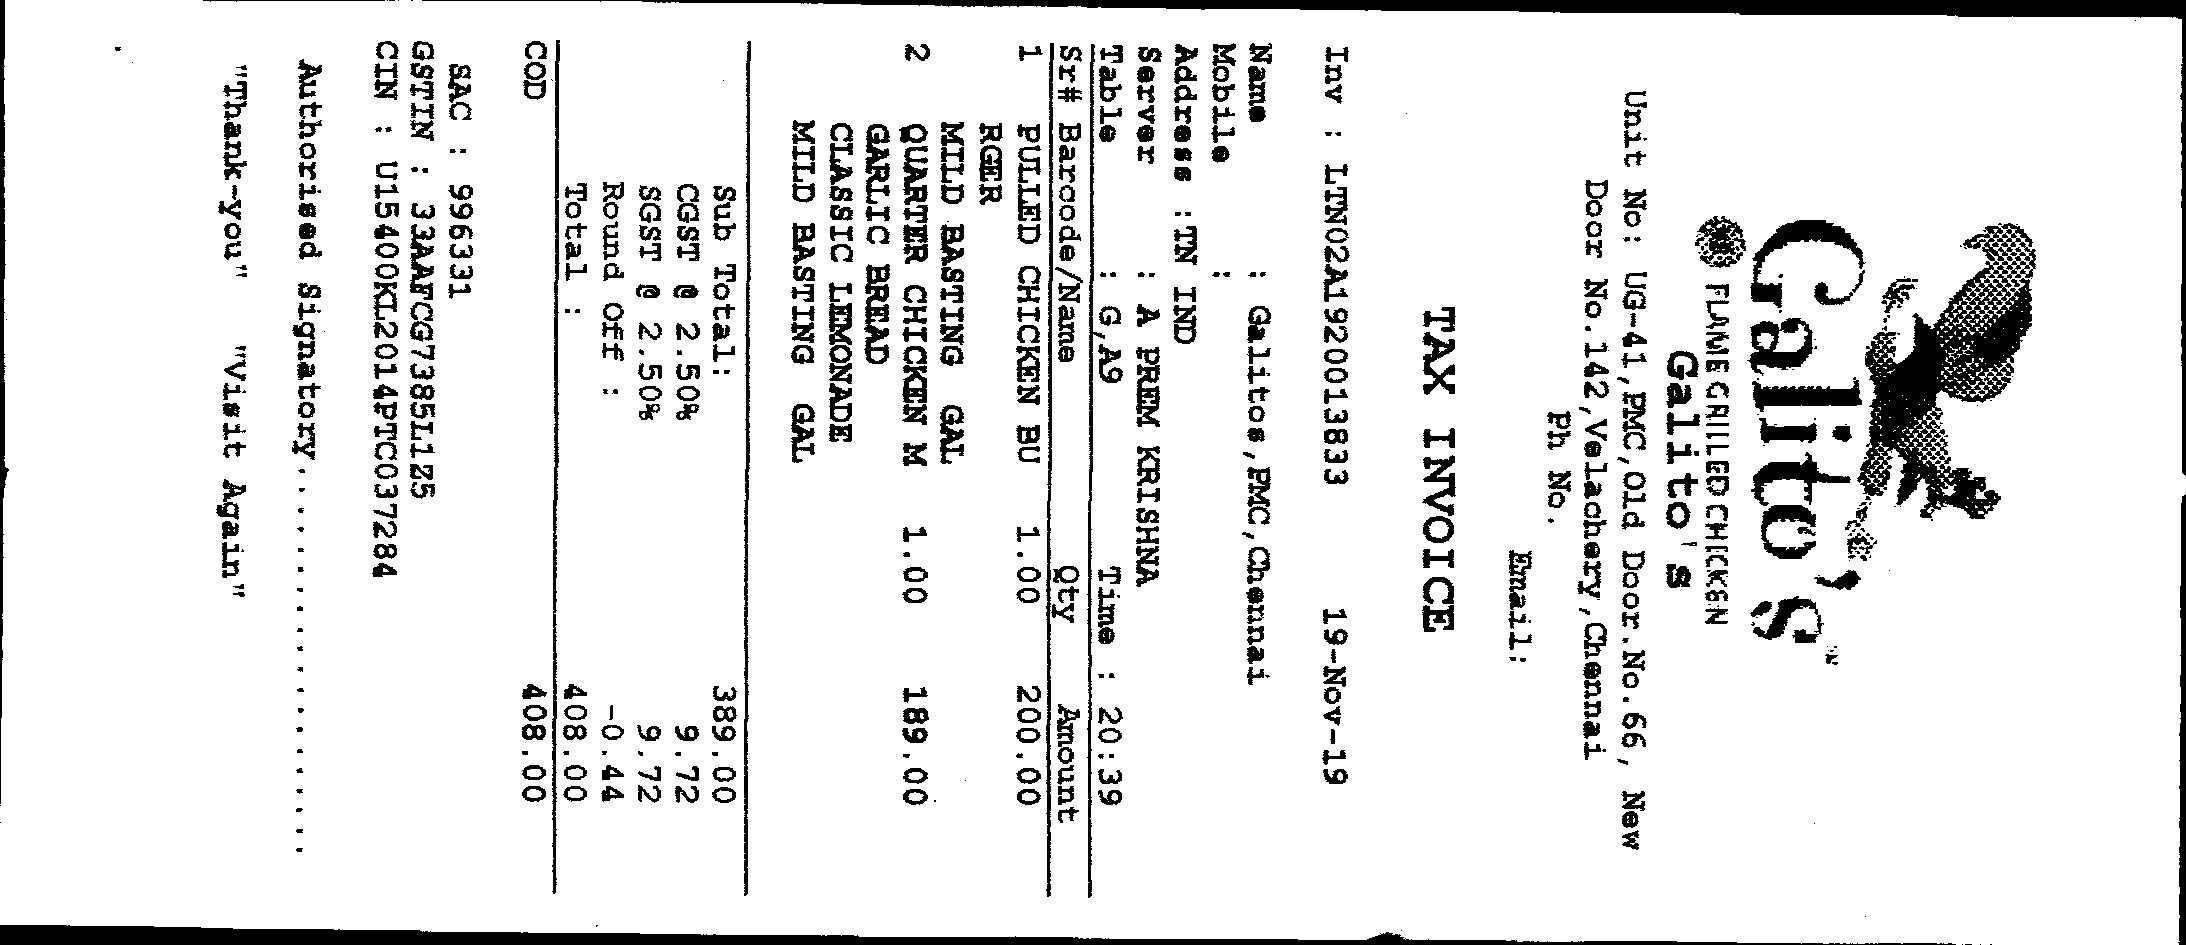 Galito's
™
FLAME GRILLED CHICKEN
Galito's
Unit No: UG-41,PMC,Old Door.No.66, New
Door No.142,Velachery,Chennai
Ph No.
Email:
TAX INVOICE
Inv : LTN02A1920013833 19-Nov-19
Name : Galitos,PMC,Chennai
Mobile :
Address :TN IND
Server : A PREM KRISHNA
Table : G,A9 Time : 20:39
Sr# Barcode/Name Qty Amount
1 PULLED CHICKEN BU 1.00 200.00
RGER
MILD BASTING GAL
2 QUARTER CHICKEN M 1.00 189.00
GARLIC BREAD
CLASSIC LEMONADE
MILD BASTING GAL
Sub Total: 389.00
CGST @ 2.50% 9.72
SGST @ 2.50% 9.72
Round Off : -0.44
Total : 408.00
COD 408.00
SAC : 996331
GSTIN : 33AAFCG7385L1Z5
CIN : U15400KL2014PTC037284
Authorised Signatory....................
"Thank-you" "Visit Again"